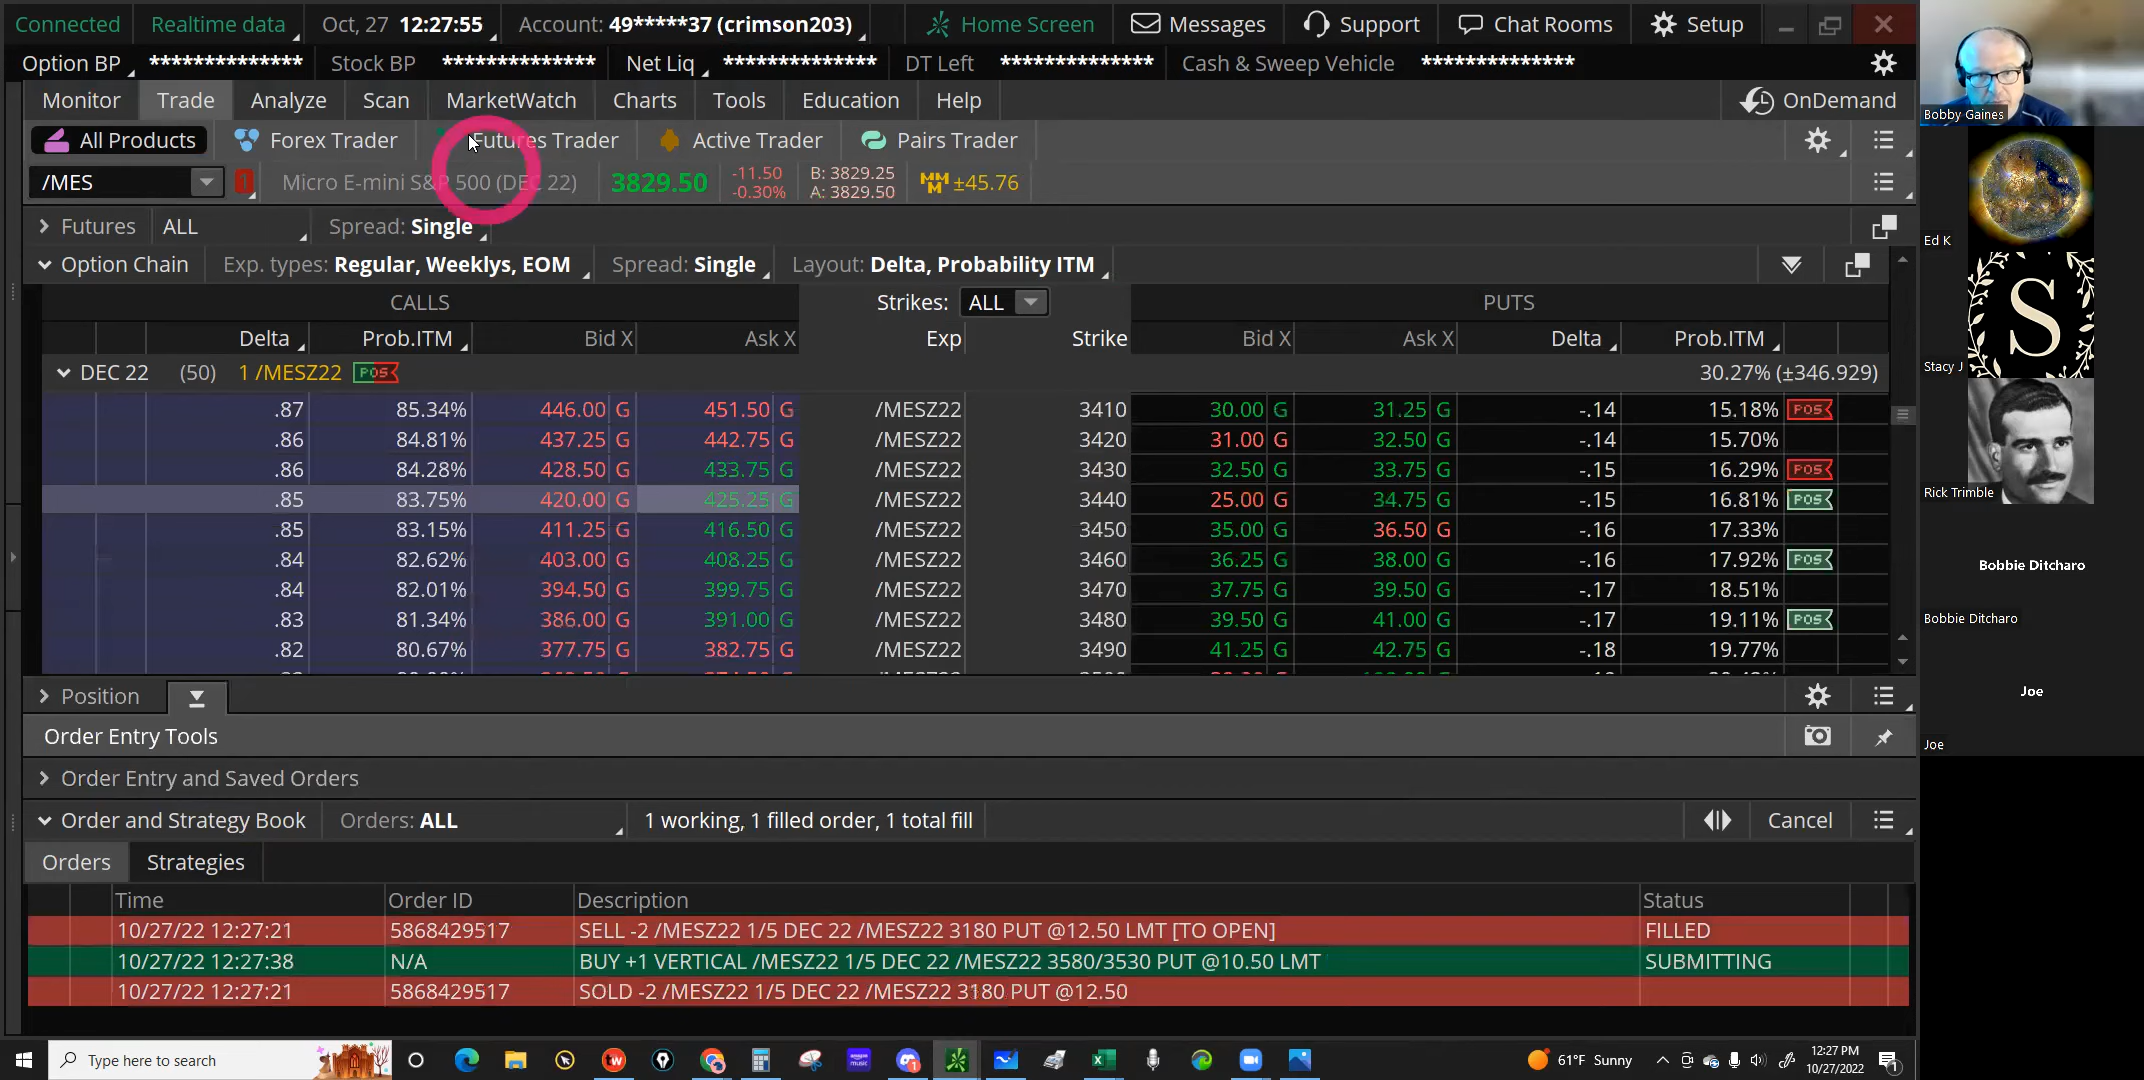 Connected Realtime data Oct, 27 12:27:55 Account: 49*****37 (crimson203) Home Screen Messages Support Chat Rooms Setup
Option BP ************** Stock BP ************** Net Liq ************** DT Left ************** Cash & Sweep Vehicle **************
Monitor Trade Analyze Scan MarketWatch Charts Tools Education Help OnDemand
All Products Forex Trader Futures Trader Active Trader Pairs Trader
/MES 1 Micro E-mini S&P 500 (DEC 22) 3829.50 -11.50 -0.30% B: 3829.25 A: 3829.50 MMM ±45.76
Futures ALL Spread: Single
Option Chain Exp. types: Regular, Weeklys, EOM Spread: Single Layout: Delta, Probability ITM
CALLS Strikes: ALL PUTS
Delta Prob.ITM Bid X Ask X Exp Strike Bid X Ask X Delta Prob.ITM
DEC 22 (50) 1 /MESZ22 POS 30.27% (±346.929)
.87 85.34% 446.00 G 451.50 G /MESZ22 3410 30.00 G 31.25 G -.14 15.18% POS
.86 84.81% 437.25 G 442.75 G /MESZ22 3420 31.00 G 32.50 G -.14 15.70%
.86 84.28% 428.50 G 433.75 G /MESZ22 3430 32.50 G 33.75 G -.15 16.29% POS
.85 83.75% 420.00 G 425.25 G /MESZ22 3440 25.00 G 34.75 G -.15 16.81% POS
.85 83.15% 411.25 G 416.50 G /MESZ22 3450 35.00 G 36.50 G -.16 17.33%
.84 82.62% 403.00 G 408.25 G /MESZ22 3460 36.25 G 38.00 G -.16 17.92% POS
.84 82.01% 394.50 G 399.75 G /MESZ22 3470 37.75 G 39.50 G -.17 18.51%
.83 81.34% 386.00 G 391.00 G /MESZ22 3480 39.50 G 41.00 G -.17 19.11% POS
.82 80.67% 377.75 G 382.75 G /MESZ22 3490 41.25 G 42.75 G -.18 19.77%
Position
Order Entry Tools
Order Entry and Saved Orders
Order and Strategy Book Orders: ALL 1 working, 1 filled order, 1 total fill Cancel
Orders Strategies
Time Order ID Description Status
10/27/22 12:27:21 5868429517 SELL -2 /MESZ22 1/5 DEC 22 /MESZ22 3180 PUT @12.50 LMT [TO OPEN] FILLED
10/27/22 12:27:38 N/A BUY +1 VERTICAL /MESZ22 1/5 DEC 22 /MESZ22 3580/3530 PUT @10.50 LMT SUBMITTING
10/27/22 12:27:21 5868429517 SOLD -2 /MESZ22 1/5 DEC 22 /MESZ22 3180 PUT @12.50
Type here to search 61°F Sunny 12:27 PM
10/27/2022
1
Bobby Gaines
Ed K
S
Stacy J
Rick Trimble
Bobbie Ditcharo
Bobbie Ditcharo
Joe
Joe